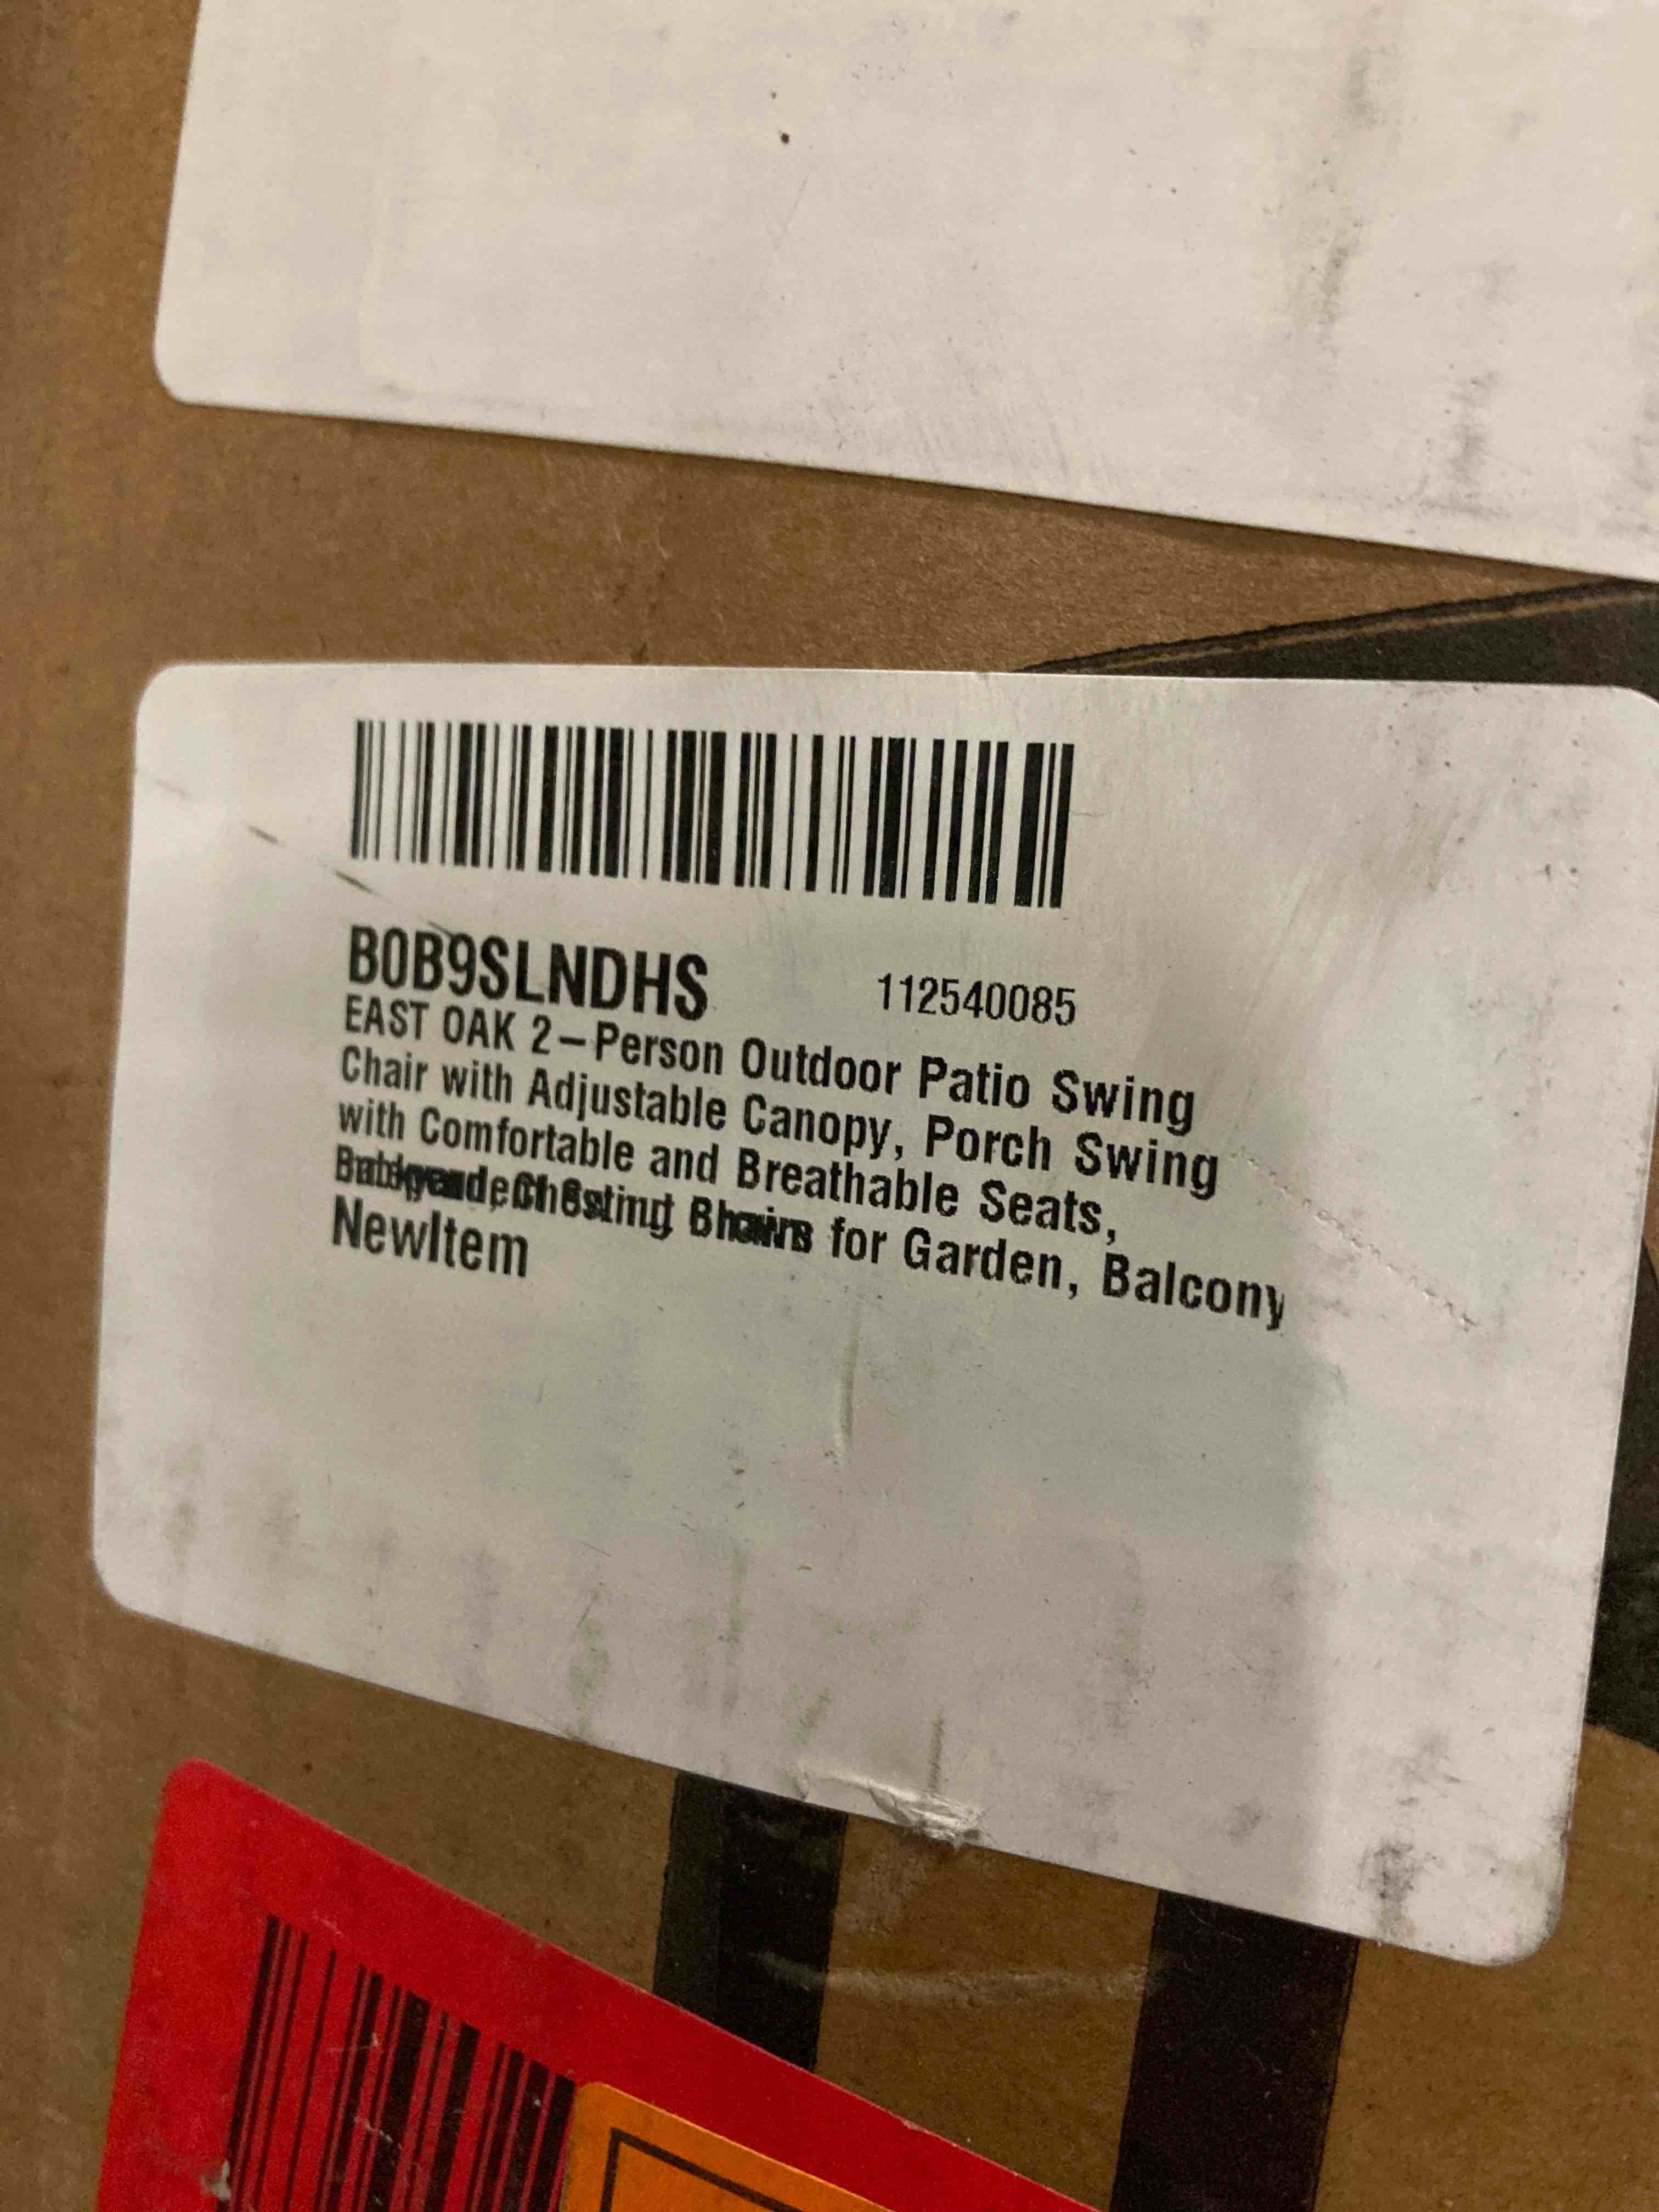 B0B9SLNDHS 112540085
EAST OAK 2-Person Outdoor Patio Swing
Chair with Adjustable Canopy, Porch Swing
with Comfortable and Breathable Seats,
for Garden, Balcony
NewItem